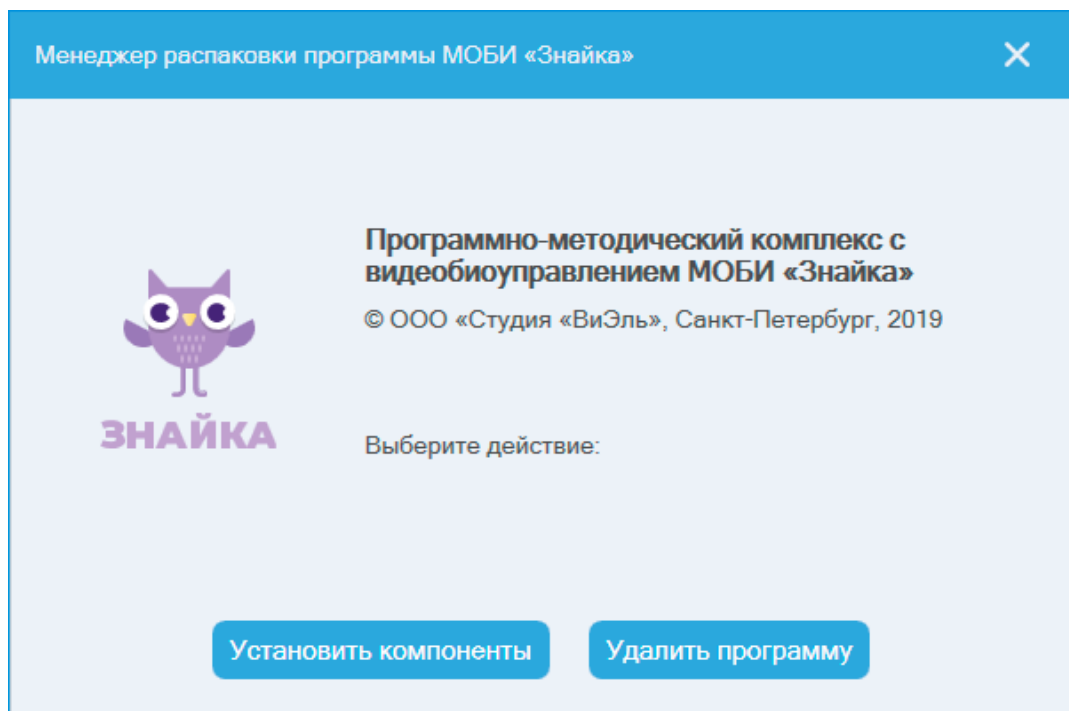 Менеджер распаковки программы МОБИ «Знайка»
Программно-методический комплекс с
видеобиоуправлением МОБИ «Знайка»
© ООО «Студия «ВиЭль», Санкт-Петербург, 2019
ЗНАЙКА
Выберите действие:
Установить компоненты
Удалить программу